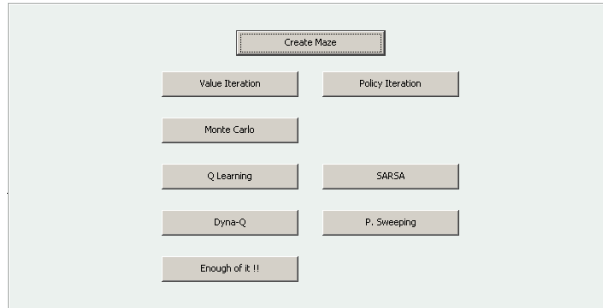 Create Maze
Value Iteration
Policy Iteration
Monte Carlo
Q Learning
SARSA
Dyna-Q
P. Sweeping
Enough of it !!